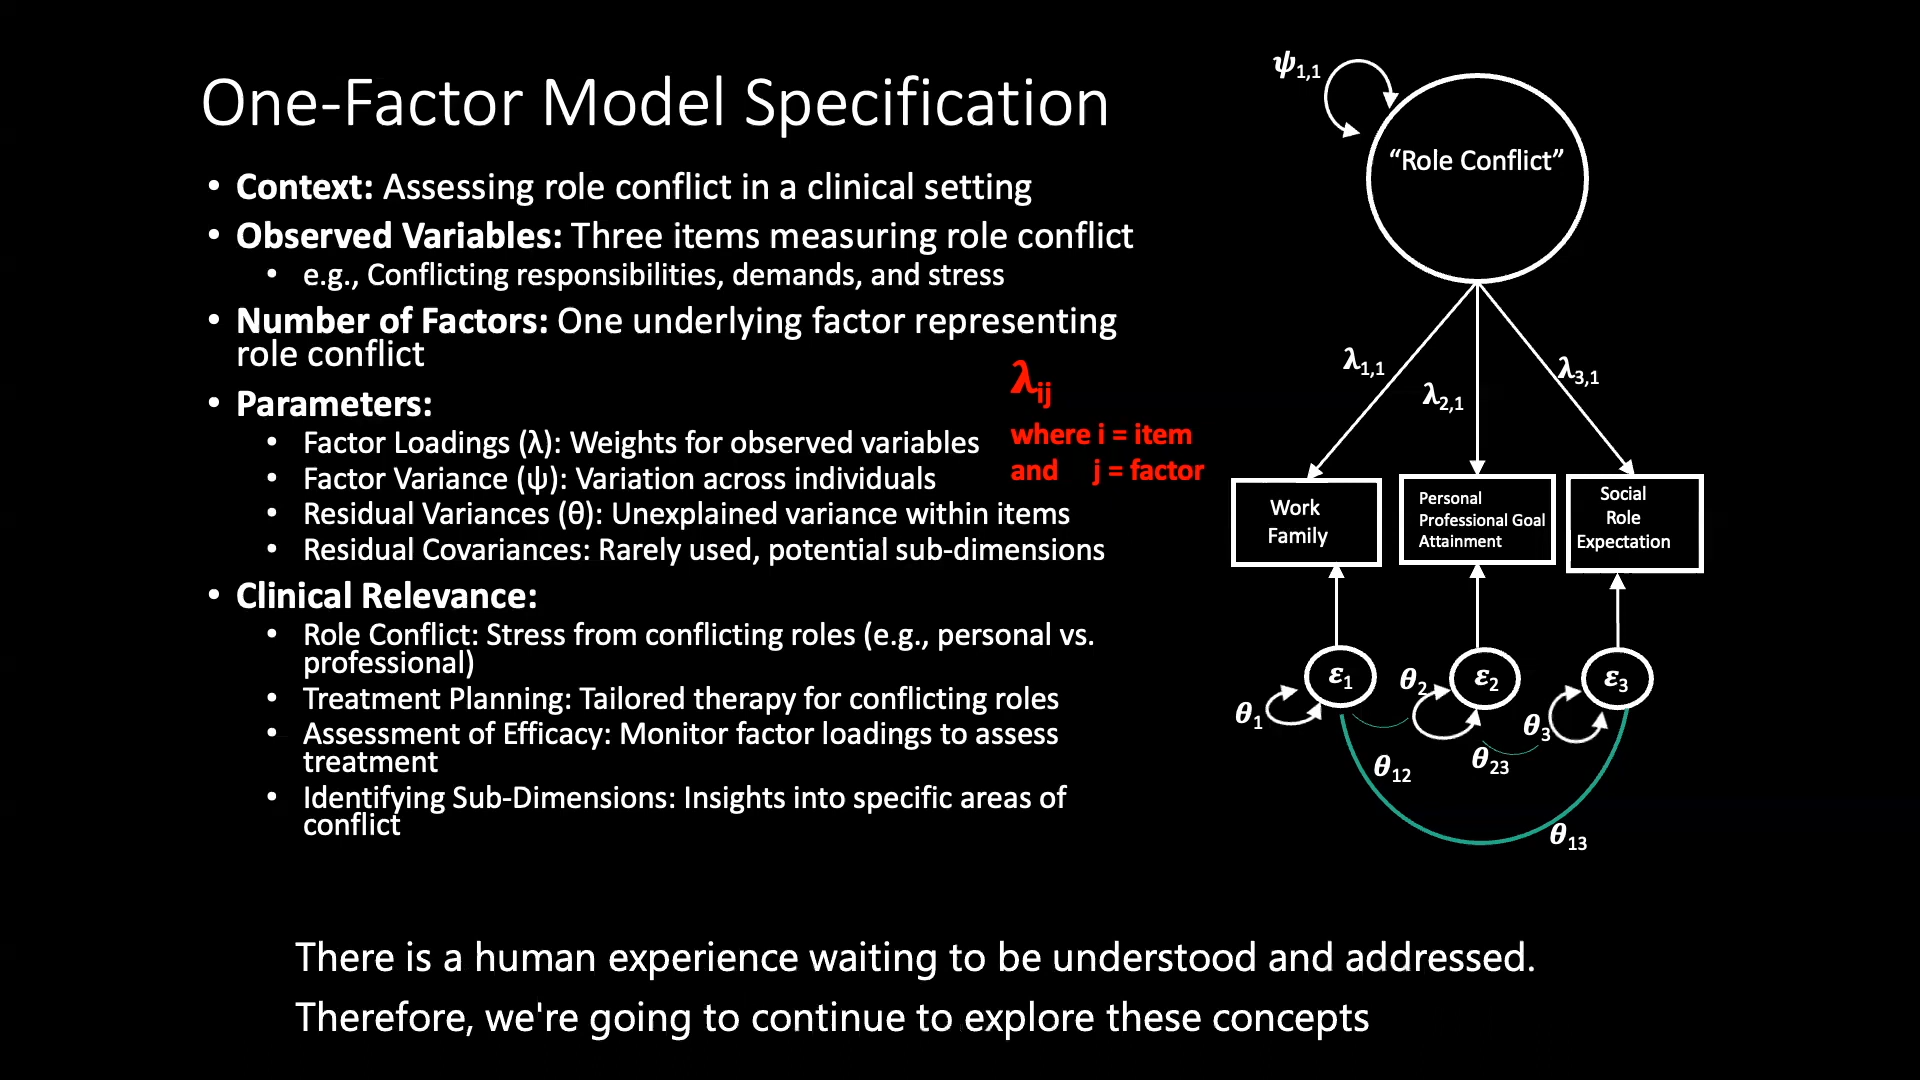 One-Factor Model Specification
• Context: Assessing role conflict in a clinical setting
• Observed Variables: Three items measuring role conflict
• e.g., Conflicting responsibilities, demands, and stress
• Number of Factors: One underlying factor representing
role conflict
• Parameters:
• Factor Loadings (λ): Weights for observed variables
• Factor Variance (ψ): Variation across individuals
• Residual Variances (θ): Unexplained variance within items
• Residual Covariances: Rarely used, potential sub-dimensions
• Clinical Relevance:
• Role Conflict: Stress from conflicting roles (e.g., personal vs.
professional)
• Treatment Planning: Tailored therapy for conflicting roles
• Assessment of Efficacy: Monitor factor loadings to assess
treatment
• Identifying Sub-Dimensions: Insights into specific areas of
conflict
λij
where i = item
and j = factor
ψ1,1
“Role Conflict”
λ1,1
λ2,1
λ3,1
Work
Family
Personal
Professional Goal
Attainment
Social
Role
Expectation
ε1
ε2
ε3
θ1
θ2
θ3
θ12
θ23
θ13
There is a human experience waiting to be understood and addressed.
Therefore, we're going to continue to explore these concepts